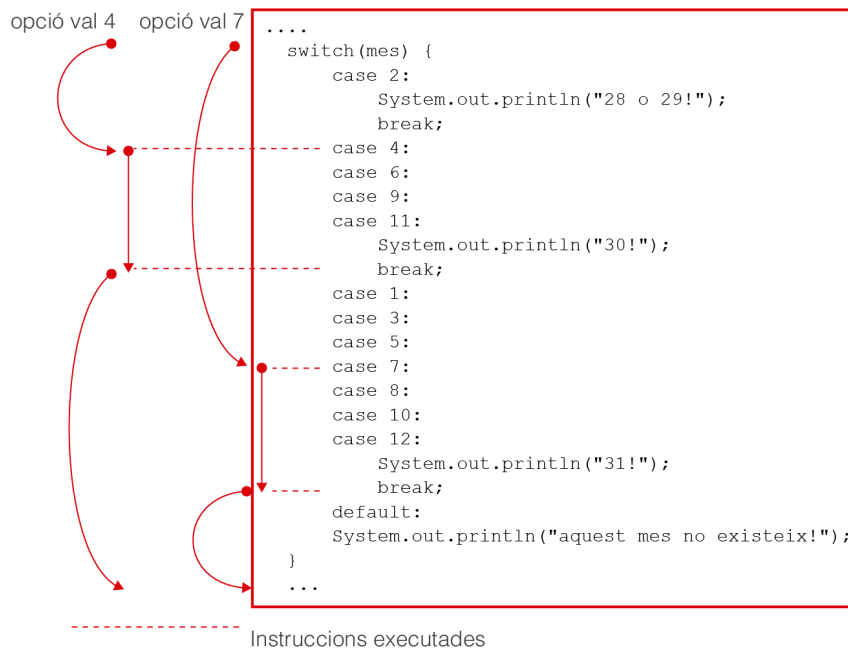 opció val 4 opció val 7
....
switch(mes) {
case 2:
System.out.println("28 o 29!");
break;
case 4:
case 6:
case 9:
case 11:
System.out.println("30!");
break;
case 1:
case 3:
case 5:
case 7:
case 8:
case 10:
case 12:
System.out.println("31!");
break;
default:
System.out.println("aquest mes no existeix!");
}
...
Instruccions executades